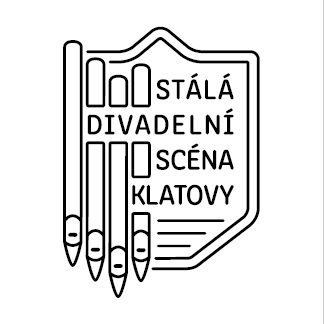 STÁLÁ
DIVADELNÍ
SCÉNA
KLATOVY